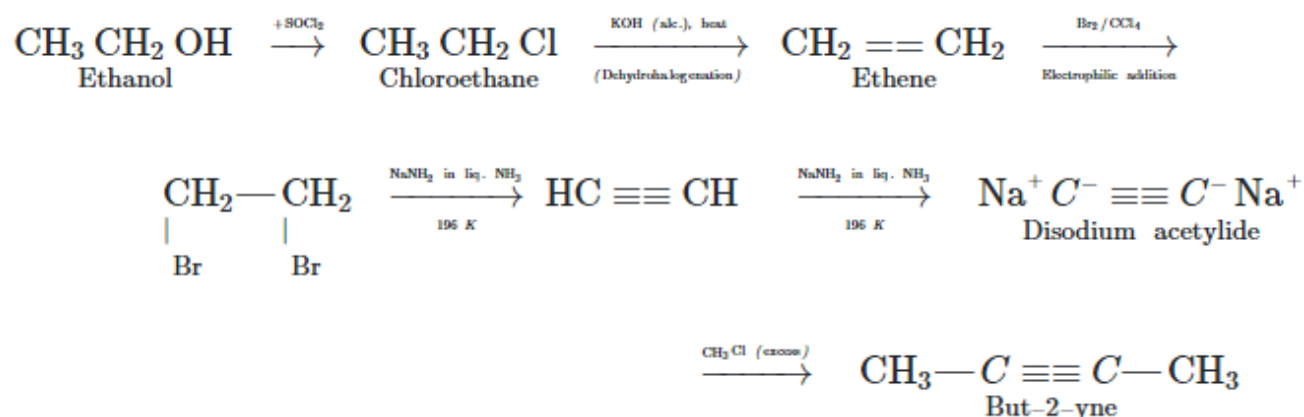 +SOCl₂ KOH (alc.), heat Br₂/CCl₄
CH₃ CH₂ OH ⟶ CH₃ CH₂ Cl ⟶ CH₂ == CH₂ ⟶
Ethanol Chloroethane (Dehydrohalogenation) Ethene Electrophilic addition
NaNH₂ in liq. NH₃ NaNH₂ in liq. NH₃
CH₂—CH₂ ⟶ HC ≡≡ CH ⟶ Na⁺ C⁻ ≡≡ C⁻ Na⁺
| | 196 K 196 K Disodium acetylide
Br Br
CH₃Cl (excess)
⟶ CH₃—C ≡≡ C—CH₃
But–2–yne